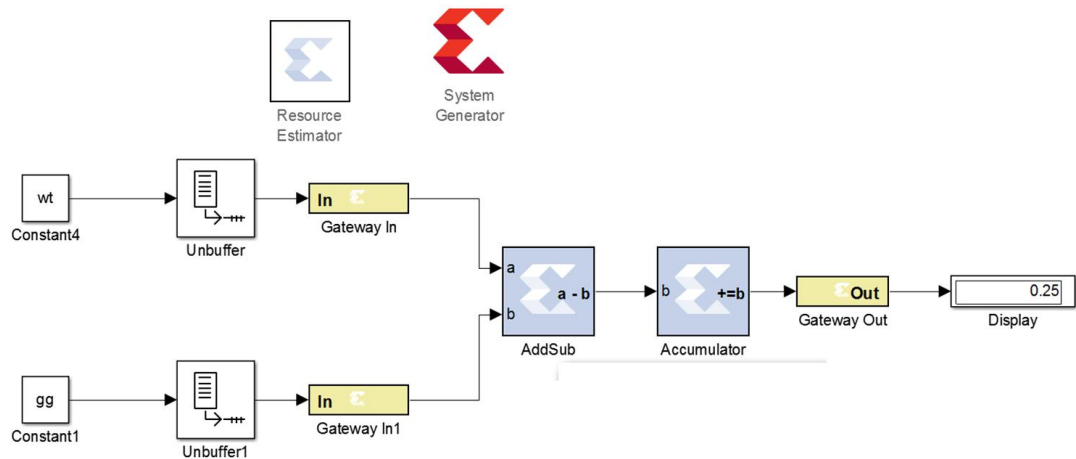 Resource
Estimator
System
Generator
wt
Constant4
Unbuffer
In
Gateway In
a
b
a - b
AddSub
b
+=b
Accumulator
Out
Gateway Out
0.25
Display
gg
Constant1
Unbuffer1
In
Gateway In1